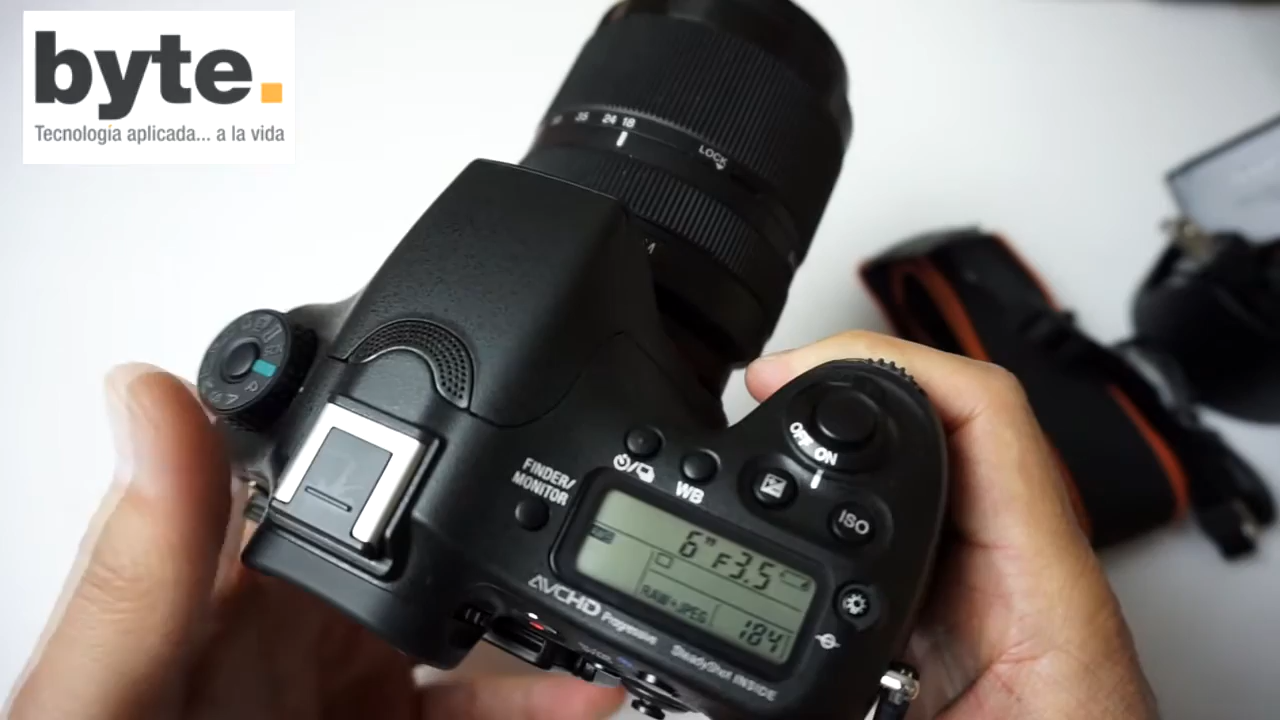 byte.
Tecnología aplicada... a la vida
35 24 18
LOCK
P
OFF ON
FINDER/
MONITOR
WB
ISO
6" F3.5
RAW+JPEG
184
AVCHD Progressive
SteadyShot INSIDE